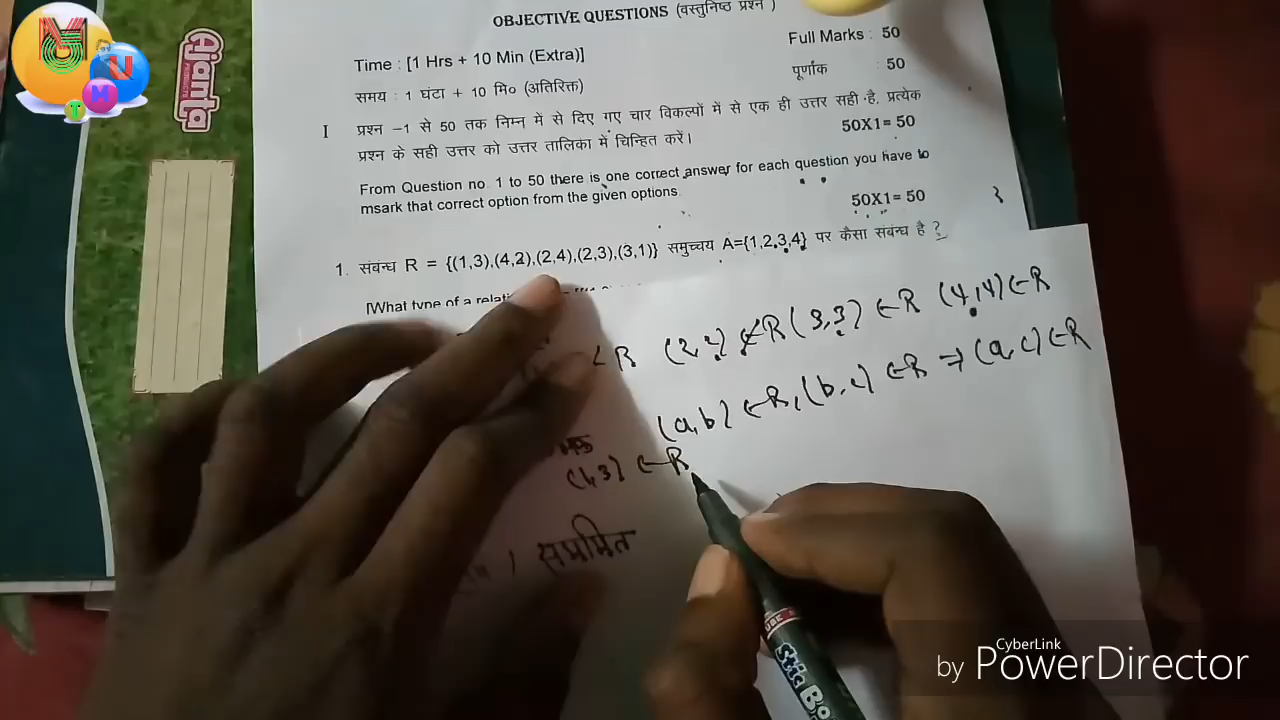 OBJECTIVE QUESTIONS (वस्तुनिष्ठ प्रश्न )
Time : [1 Hrs + 10 Min (Extra)]
Full Marks : 50
समय : 1 घंटा + 10 मि० (अतिरिक्त)
पूर्णांक : 50
I प्रश्न –1 से 50 तक निम्न में से दिए गए चार विकल्पों में से एक ही उत्तर सही है, प्रत्येक
प्रश्न के सही उत्तर को उत्तर तालिका में चिन्हित करें।
50X1= 50
From Question no. 1 to 50 there is one correct answer for each question you have to
msark that correct option from the given options
50X1= 50
1. संबंध R = {(1,3),(4,2),(2,4),(2,3),(3,1)} समुच्चय A={1,2,3,4} पर कैसा संबंध है ?
[What type of a relati
R (2,2) ∉R (3,3) ∈R (4,4) ∈R
(a,b) ∈R, (b,c) ∈R ⇒ (a,c) ∈R
(1,3) ∈R
/ सममित
Ajanta
M
U
H
T
CyberLink
by PowerDirector